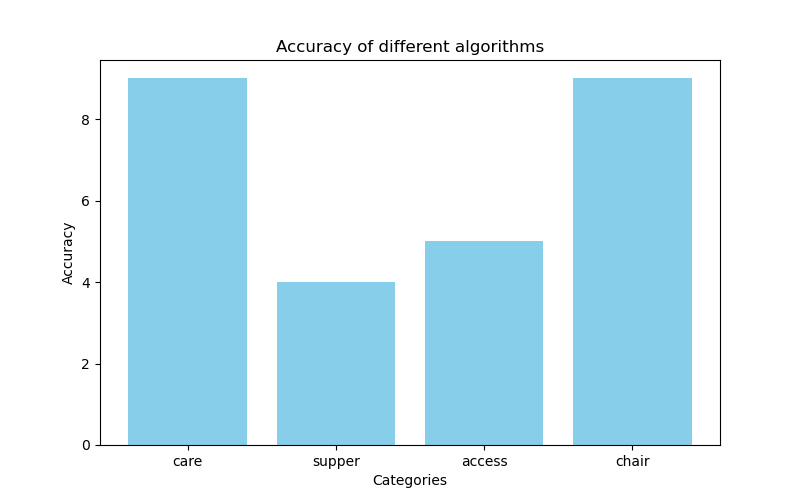 Accuracy of different algorithms
Accuracy
8
6
4
2
0
care supper access chair
Categories